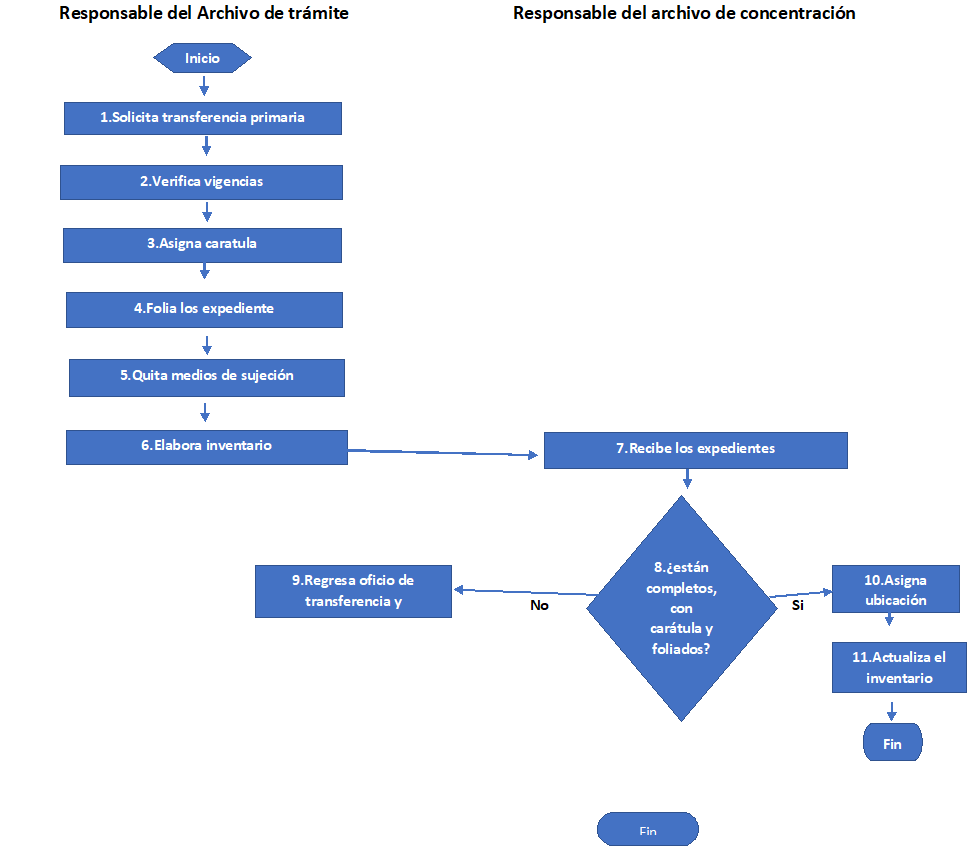 Responsable del Archivo de trámite
Responsable del archivo de concentración
Inicio
1.Solicita transferencia primaria
2.Verifica vigencias
3.Asigna caratula
4.Folia los expediente
5.Quita medios de sujeción
6.Elabora inventario
7.Recibe los expedientes
8.¿están
completos,
con
carátula y
foliados?
9.Regresa oficio de
transferencia y
No
Si
10.Asigna
ubicación
11.Actualiza el
inventario
Fin
Fin